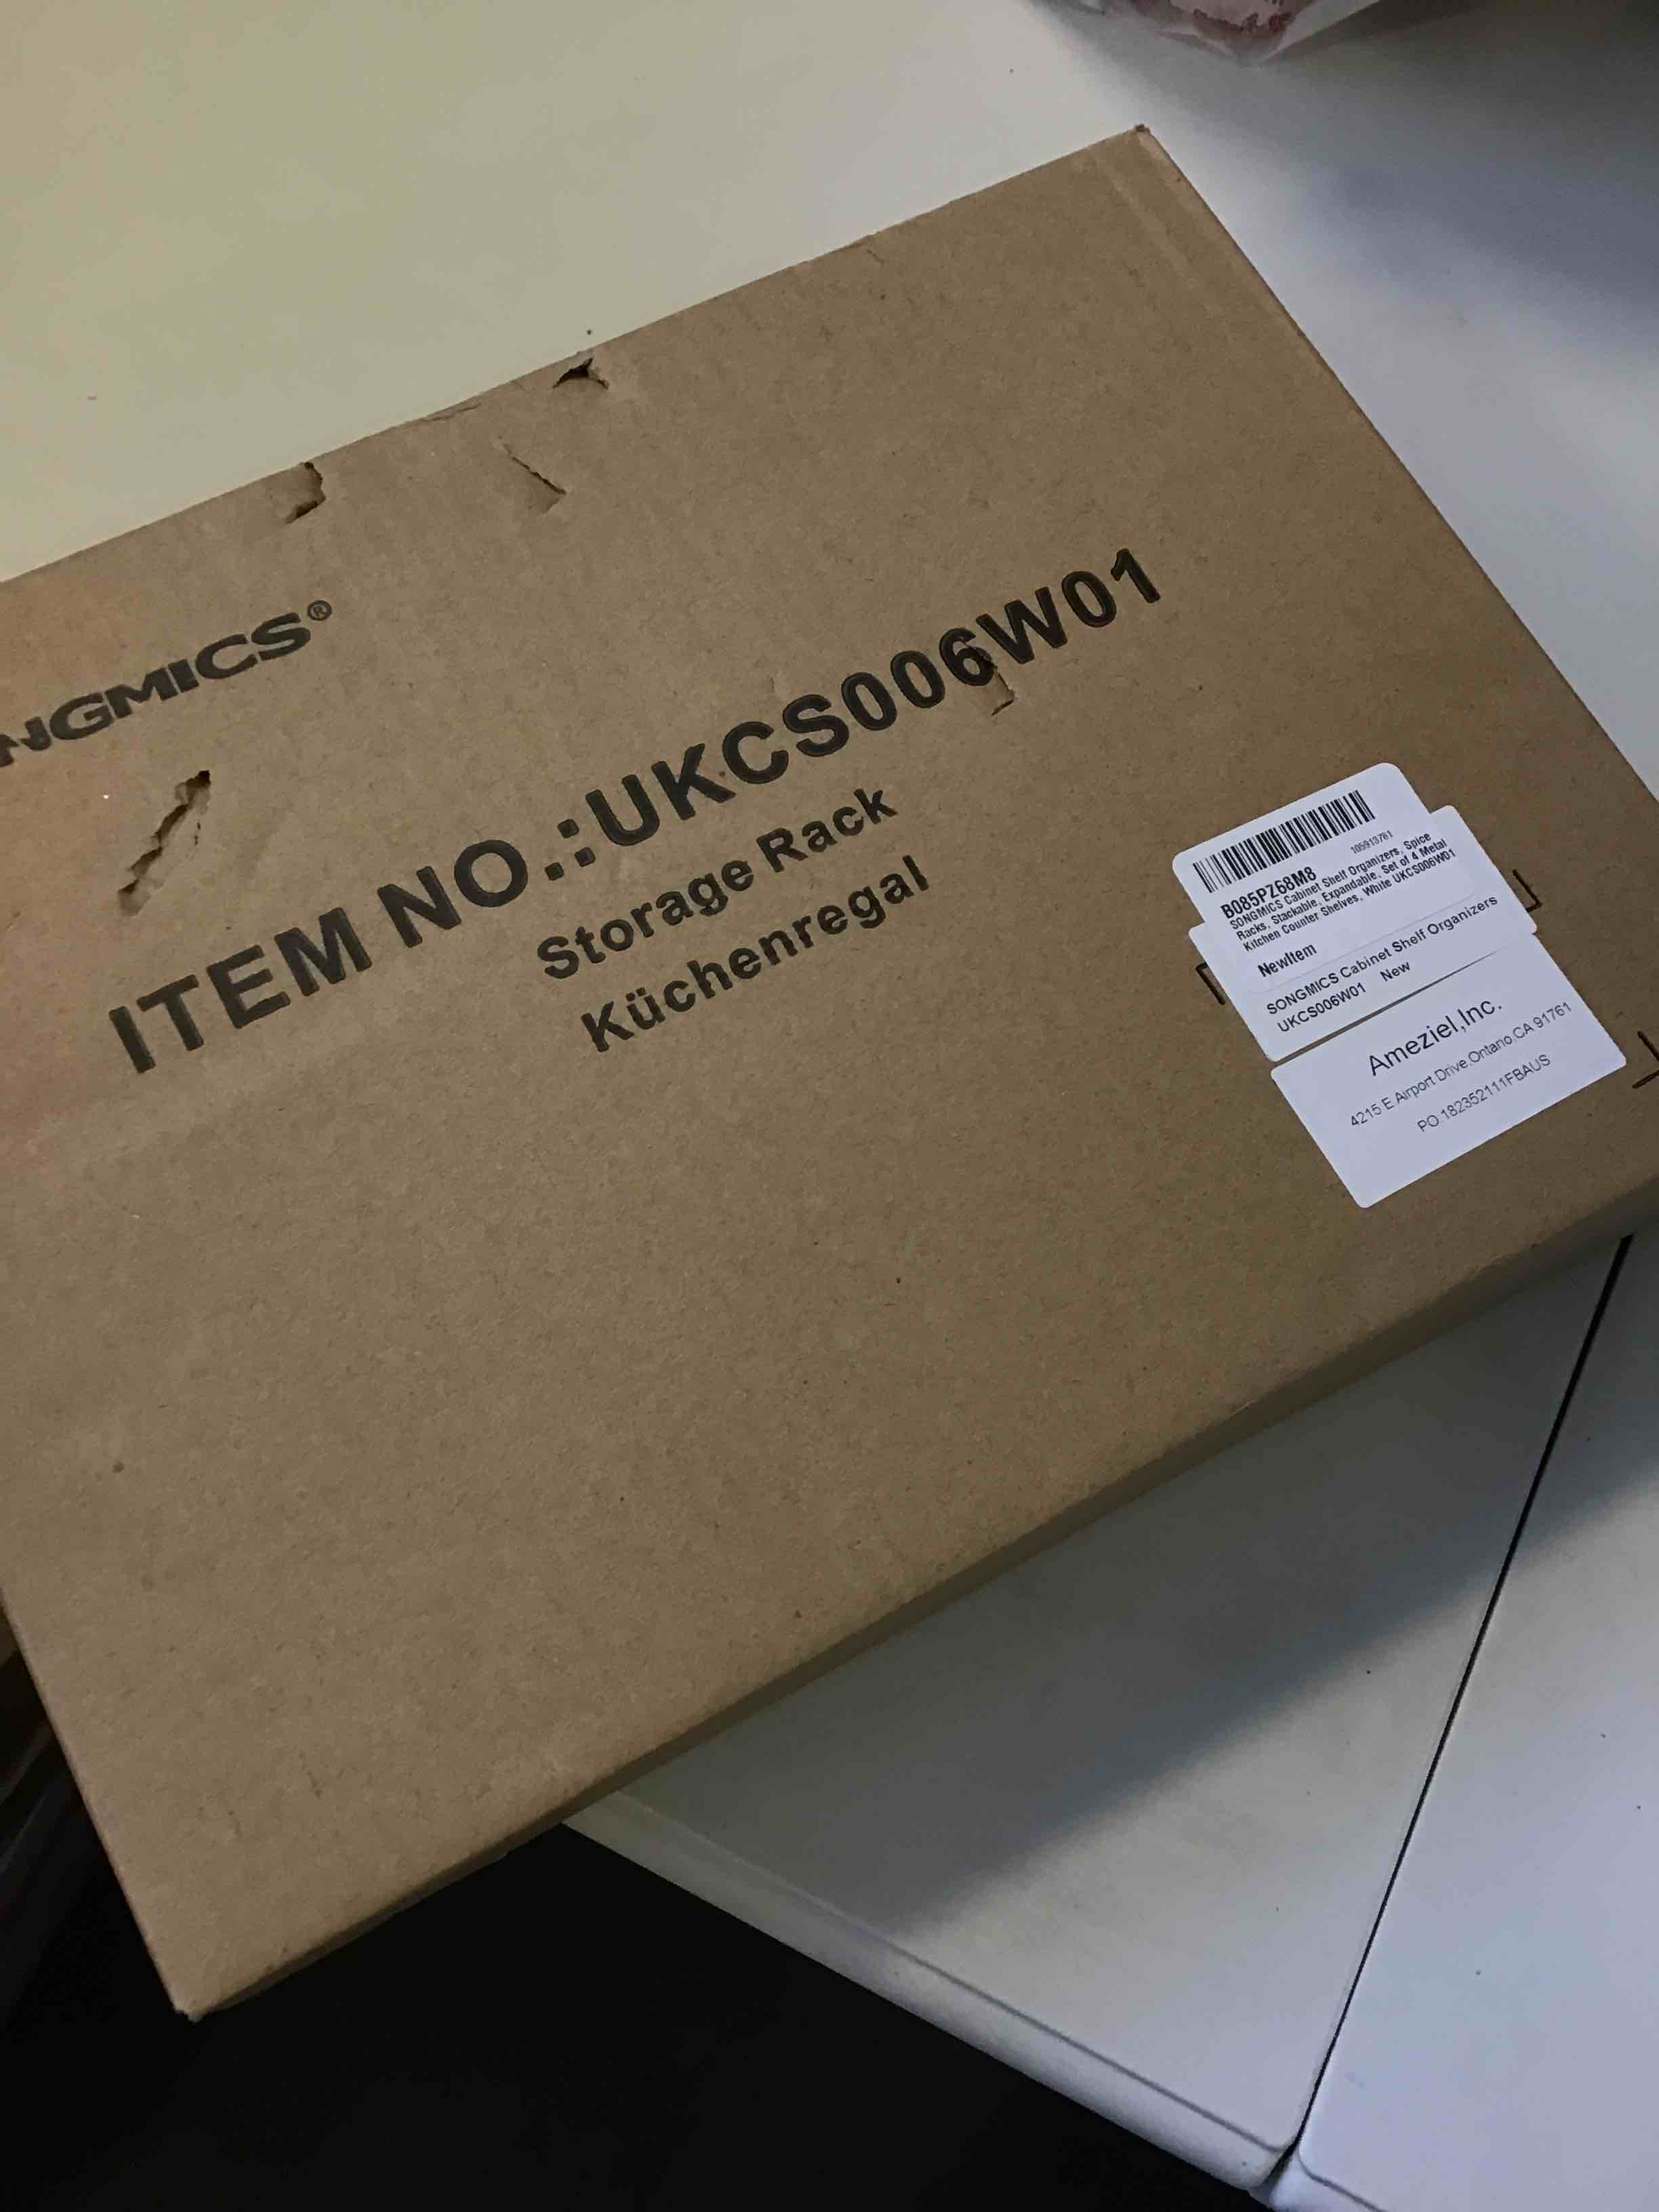 NGMICS®
ITEM NO.:UKCS006W01
Storage Rack
Küchenregal
105913781
B085PZ68M8
SONGMICS Cabinet Shelf Organizers, Spice
Racks, Stackable, Expandable, Set of 4 Metal
Kitchen Counter Shelves, White UKCS006W01
NewItem
SONGMICS Cabinet Shelf Organizers
UKCS006W01 New
Ameziel,Inc.
4215 E.Airport Drive,Ontano,CA 91761
PO:182352111FBAUS